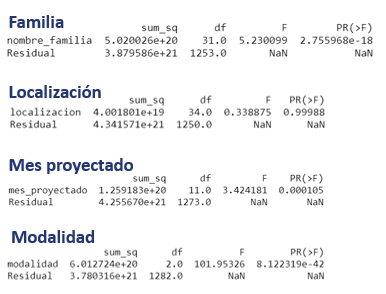 Familia
sum_sq df F PR(>F)
nombre_familia 5.020026e+20 31.0 5.230099 2.755968e-18
Residual 3.879586e+21 1253.0 NaN NaN
Localización
sum_sq df F PR(>F)
localizacion 4.001801e+19 34.0 0.338875 0.99988
Residual 4.341571e+21 1250.0 NaN NaN
Mes proyectado
sum_sq df F PR(>F)
mes_proyectado 1.259183e+20 11.0 3.424181 0.000105
Residual 4.255670e+21 1273.0 NaN NaN
Modalidad
sum_sq df F PR(>F)
modalidad 6.012724e+20 2.0 101.95326 8.122319e-42
Residual 3.780316e+21 1282.0 NaN NaN